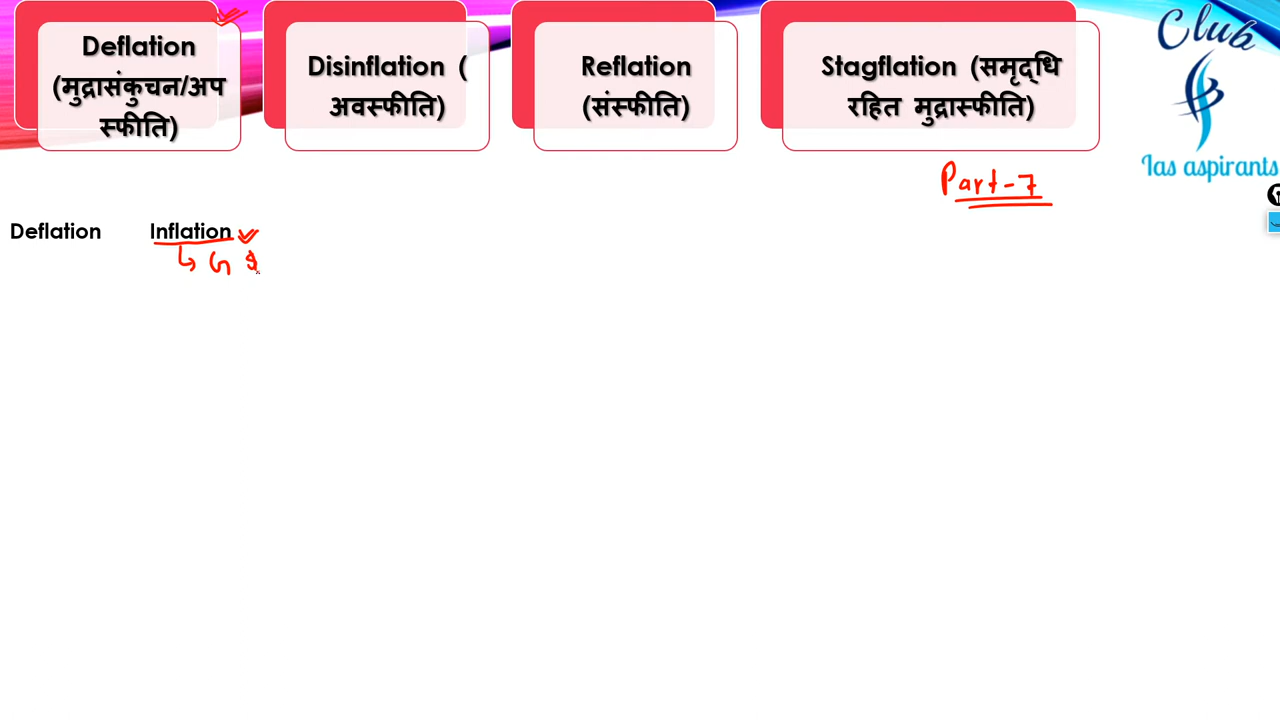 Deflation
(मुद्रासंकुचन/अप
स्फीति)
Disinflation (
अवस्फीति)
Reflation
(संस्फीति)
Stagflation (समृद्धि
रहित मुद्रास्फीति)
Club
Ias aspirants
Part-7
Deflation Inflation
G